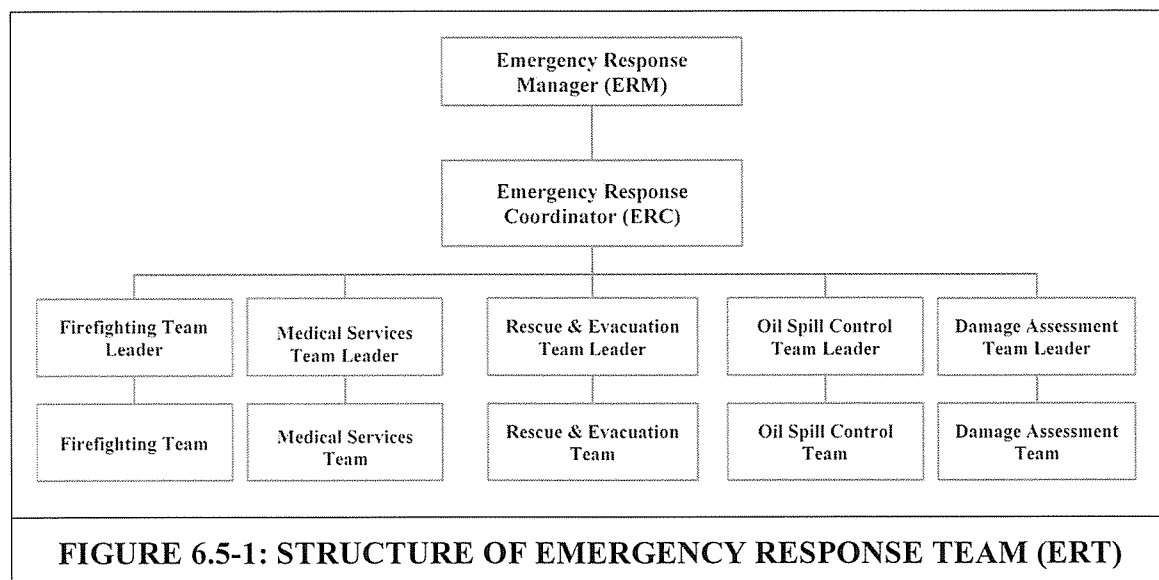 Emergency Response
Manager (ERM)
Emergency Response
Coordinator (ERC)
Firefighting Team
Leader
Medical Services
Team Leader
Rescue & Evacuation
Team Leader
Oil Spill Control
Team Leader
Damage Assessment
Team Leader
Firefighting Team
Medical Services
Team
Rescue & Evacuation
Team
Oil Spill Control
Team
Damage Assessment
Team
FIGURE 6.5-1: STRUCTURE OF EMERGENCY RESPONSE TEAM (ERT)